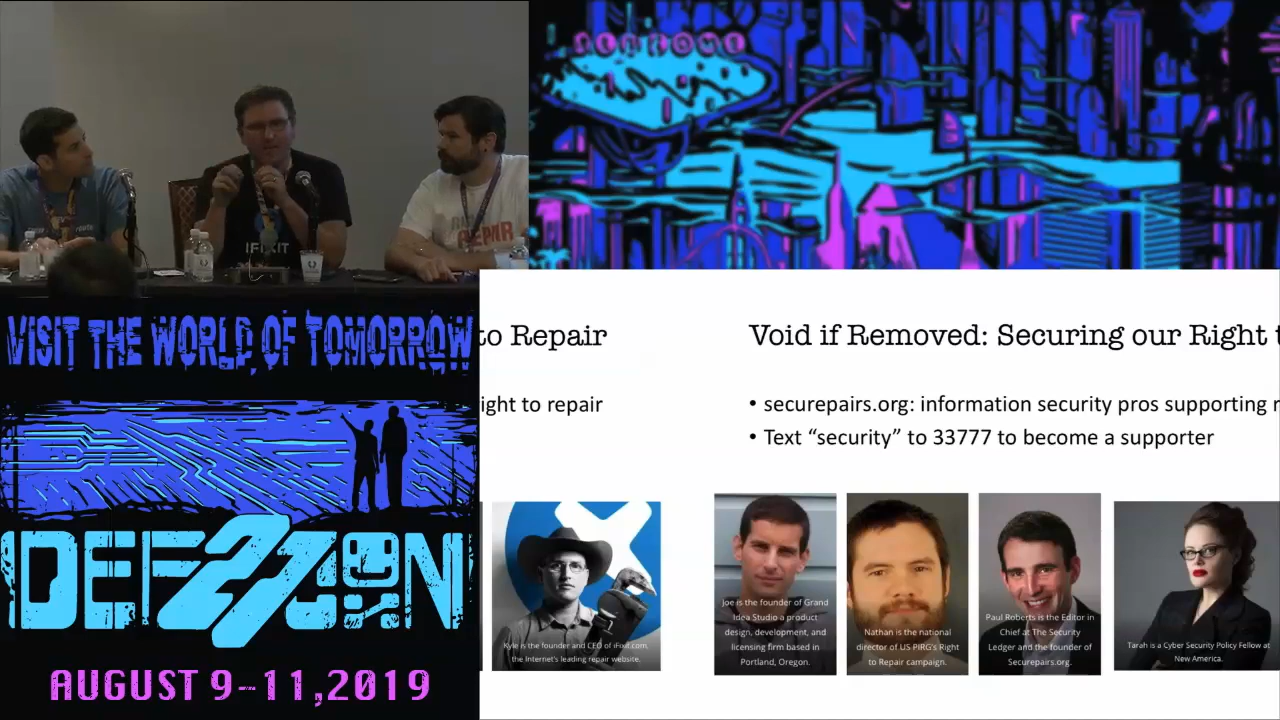 WELCOME
IFIXIT
REPAIR
VISIT THE WORLD OF TOMORROW
DEF27CON
AUGUST 9-11,2019
to Repair
ight to repair
Kyle is the founder and CEO of iFixit.com,
the Internet's leading repair website.
Void if Removed: Securing our Right t
• securepairs.org: information security pros supporting r
• Text “security” to 33777 to become a supporter
Joe is the founder of Grand
Idea Studio a product
design, development, and
licensing firm based in
Portland, Oregon.
Nathan is the national
director of US PIRG's Right
to Repair campaign.
Paul Roberts is the Editor in
Chief at The Security
Ledger and the founder of
Securepairs.org.
Tarah is a Cyber Security Policy Fellow at
New America.